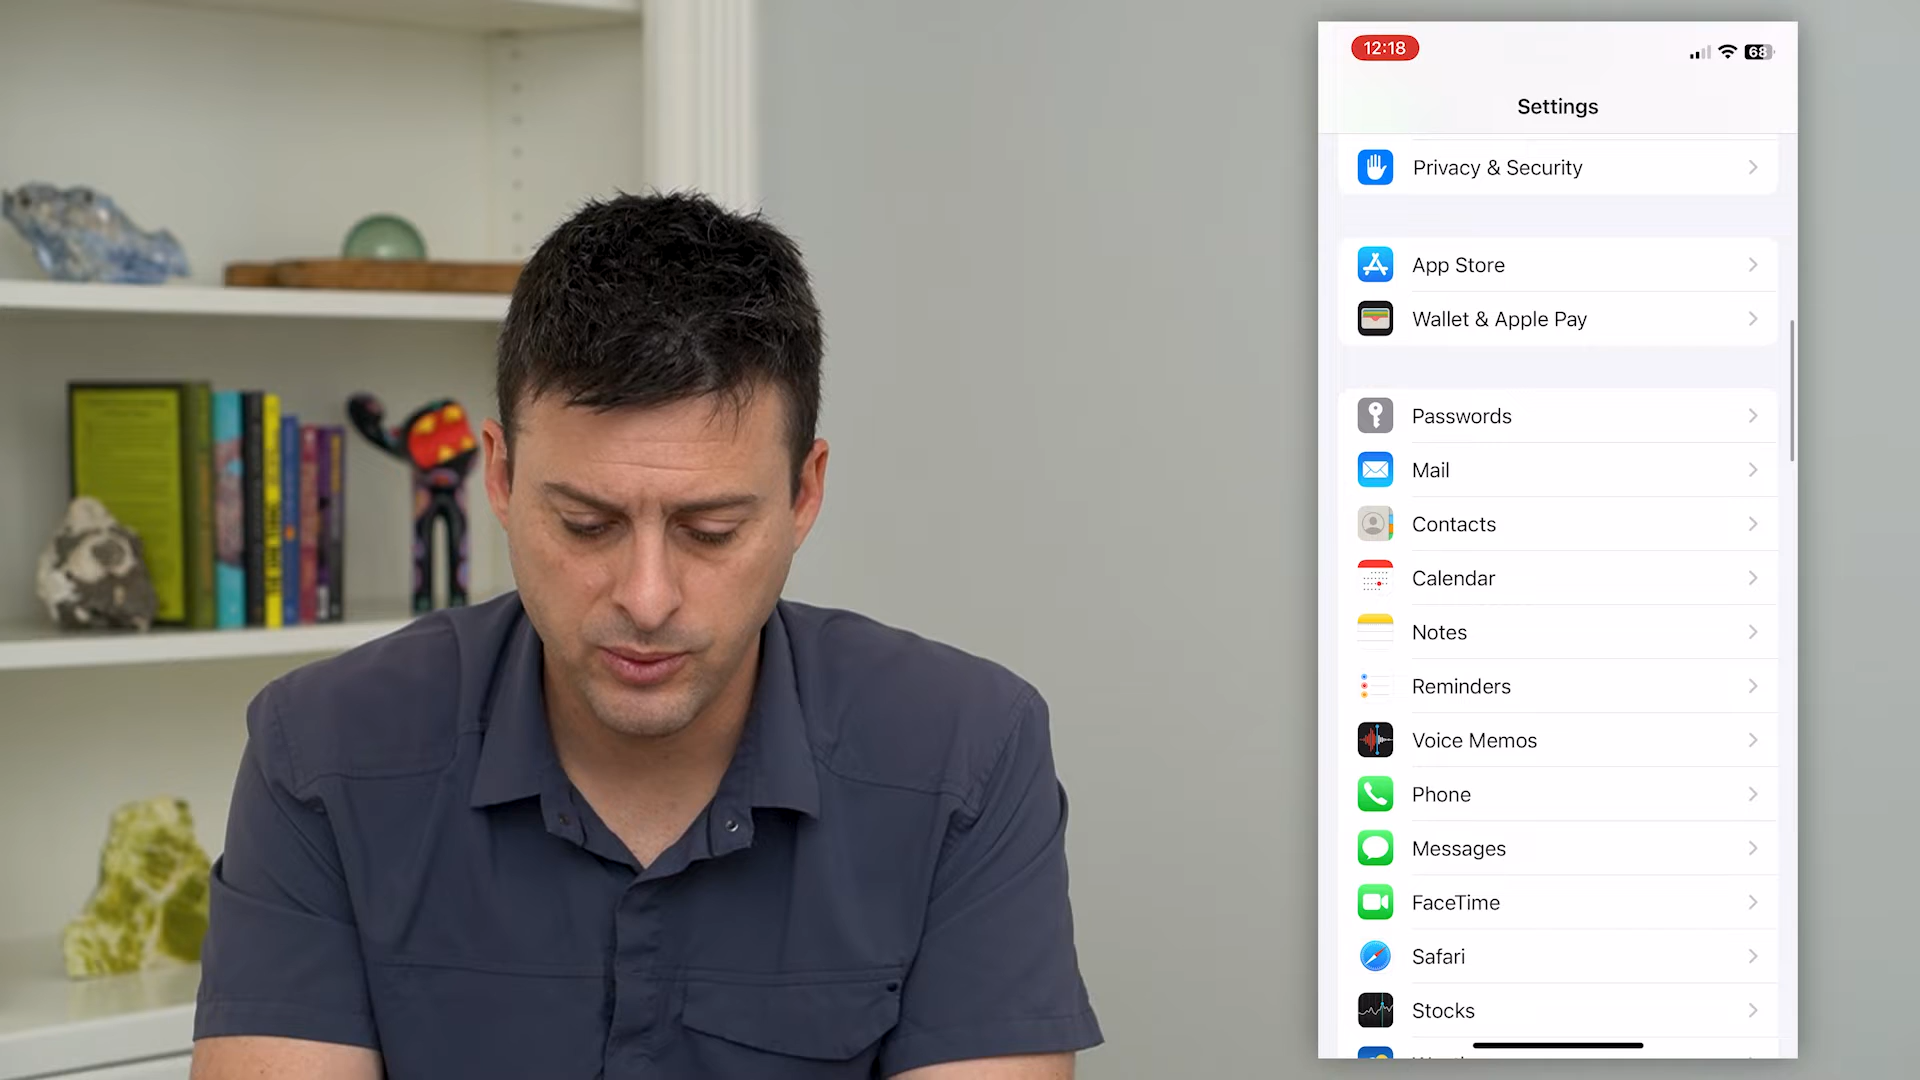 12:18
68
Settings
Privacy & Security
App Store
Wallet & Apple Pay
Passwords
Mail
Contacts
Calendar
Notes
Reminders
Voice Memos
Phone
Messages
FaceTime
Safari
Stocks